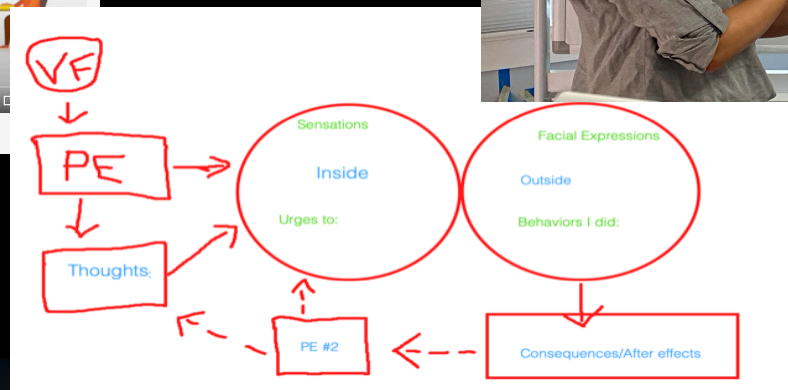 VF
PE
Thoughts:
Sensations
Inside
Urges to:
Facial Expressions
Outside
Behaviors I did:
PE #2
Consequences/After effects